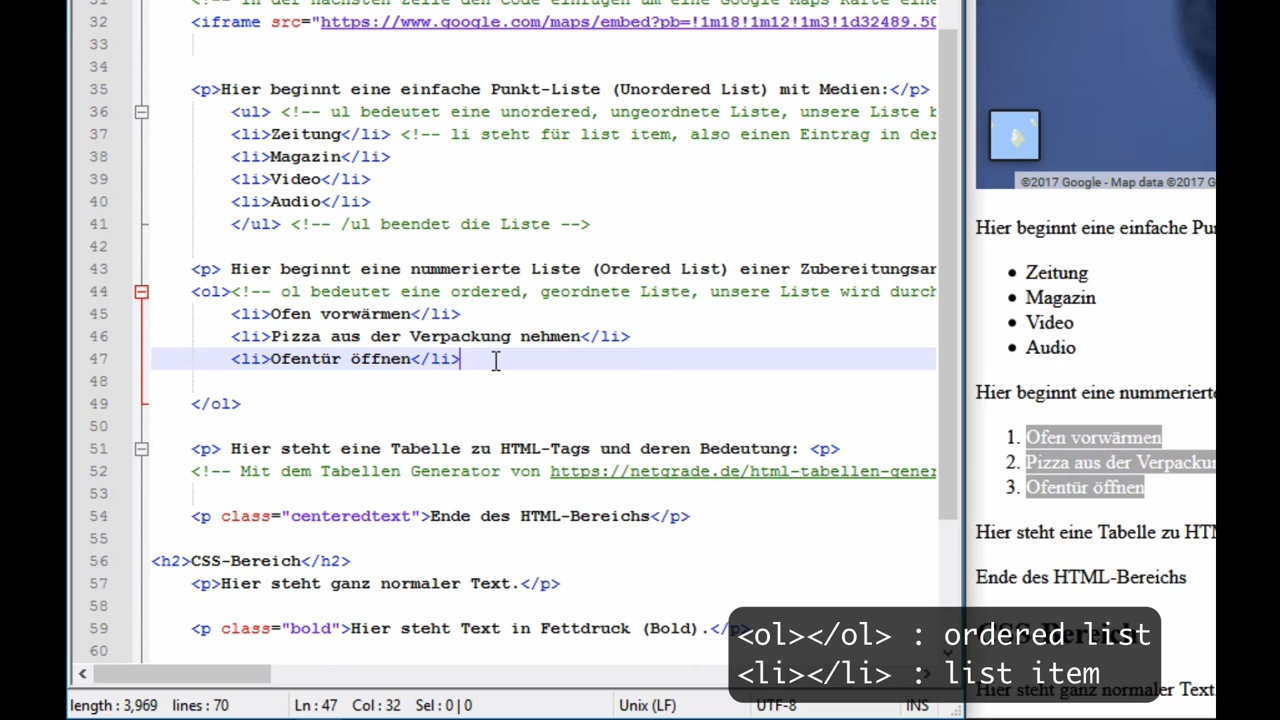 31 <!-- In der nächsten Zeile den Code einfügen um eine Google Maps Karte eine
32 <iframe src="https://www.google.com/maps/embed?pb=!1m18!1m12!1m3!1d32489.50
33
34
35 <p>Hier beginnt eine einfache Punkt-Liste (Unordered List) mit Medien:</p>
36 <ul> <!-- ul bedeutet eine unordered, ungeordnete Liste, unsere Liste b
37 <li>Zeitung</li> <!-- li steht für list item, also einen Eintrag in der
38 <li>Magazin</li>
39 <li>Video</li>
40 <li>Audio</li>
41 </ul> <!-- /ul beendet die Liste -->
42
43 <p> Hier beginnt eine nummerierte Liste (Ordered List) einer Zubereitungsan
44 <ol><!-- ol bedeutet eine ordered, geordnete Liste, unsere Liste wird durch
45 <li>Ofen vorwärmen</li>
46 <li>Pizza aus der Verpackung nehmen</li>
47 <li>Ofentür öffnen</li>
48
49 </ol>
50
51 <p> Hier steht eine Tabelle zu HTML-Tags und deren Bedeutung: <p>
52 <!-- Mit dem Tabellen Generator von https://netgrade.de/html-tabellen-gener
53
54 <p class="centeredtext">Ende des HTML-Bereichs</p>
55
56 <h2>CSS-Bereich</h2>
57 <p>Hier steht ganz normaler Text.</p>
58
59 <p class="bold">Hier steht Text in Fettdruck (Bold).</p>
60
length : 3,969 lines : 70 Ln : 47 Col : 32 Sel : 0 | 0 Unix (LF) UTF-8 INS
©2017 Google - Map data ©2017 G
Hier beginnt eine einfache Pun
• Zeitung
• Magazin
• Video
• Audio
Hier beginnt eine nummerierte
1. Ofen vorwärmen
2. Pizza aus der Verpackun
3. Ofentür öffnen
Hier steht eine Tabelle zu HTM
Ende des HTML-Bereichs
CSS-Bereich
Hier steht ganz normaler Text.
<ol></ol> : ordered list
<li></li> : list item